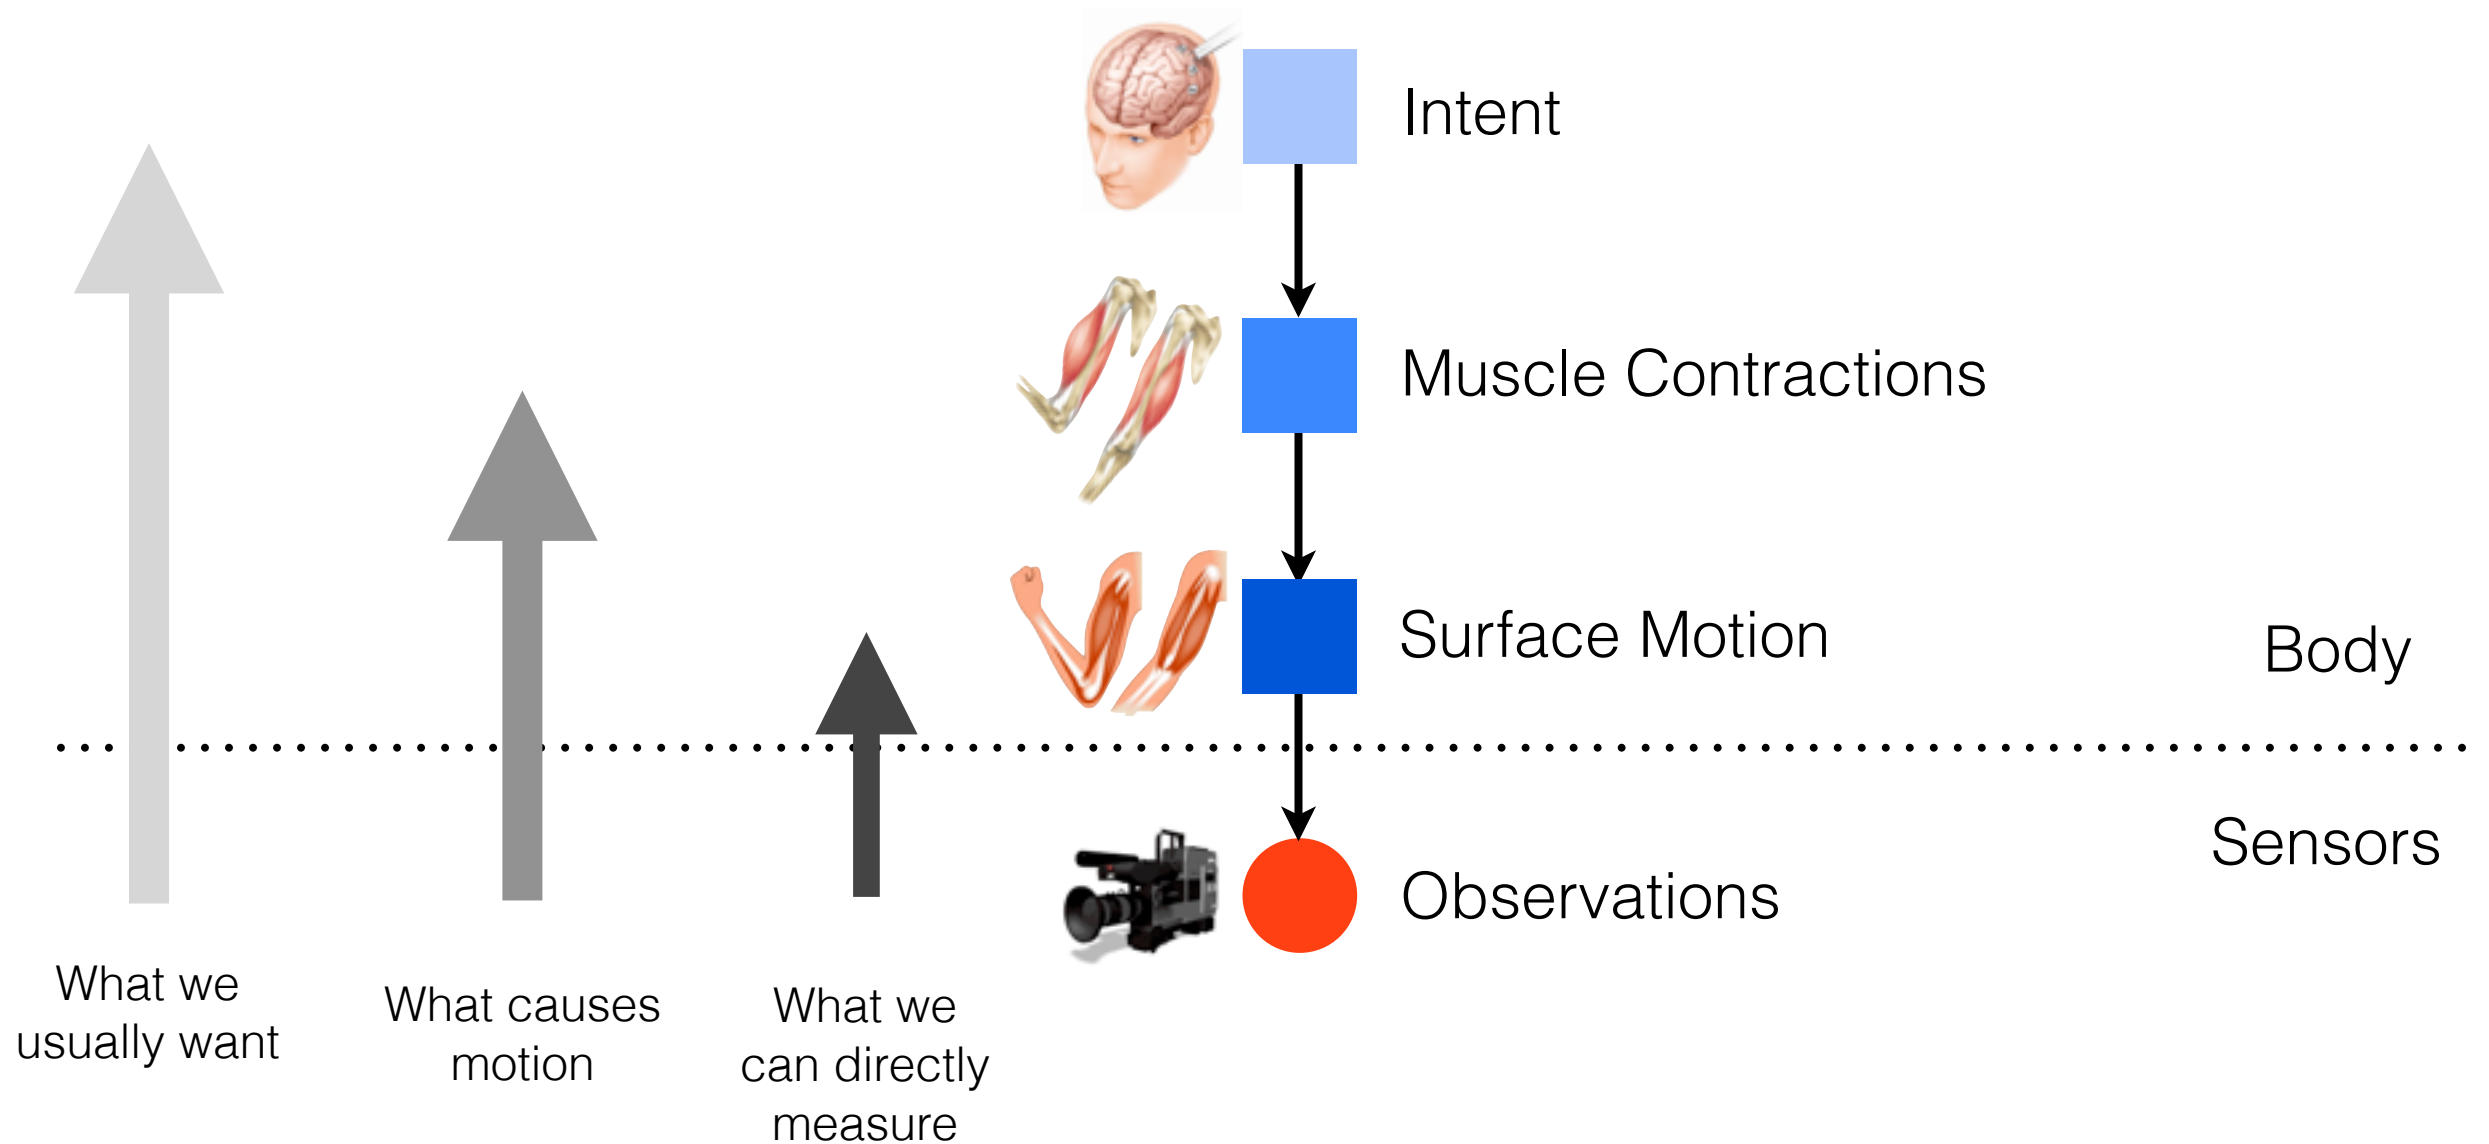 Intent
Muscle Contractions
Surface Motion
Body
Sensors
Observations
What we
usually want
What causes
motion
What we
can directly
measure